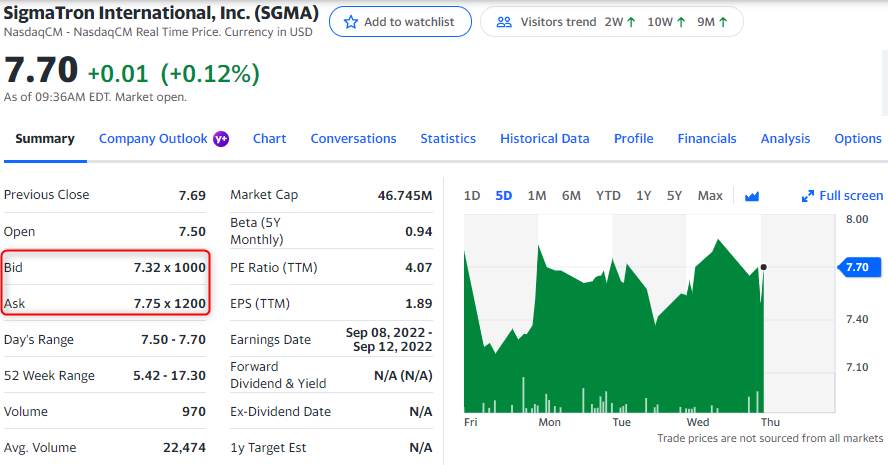 SigmaTron International, Inc. (SGMA)
Add to watchlist
Visitors trend 2W ↑ 10W ↑ 9M ↑
NasdaqCM - NasdaqCM Real Time Price. Currency in USD
7.70 +0.01 (+0.12%)
As of 09:36AM EDT. Market open.
Summary Company Outlook y+ Chart Conversations Statistics Historical Data Profile Financials Analysis Options
Previous Close 7.69
Open 7.50
Bid 7.32 x 1000
Ask 7.75 x 1200
Day's Range 7.50 - 7.70
52 Week Range 5.42 - 17.30
Volume 970
Avg. Volume 22,474
Market Cap 46.745M
Beta (5Y
Monthly) 0.94
PE Ratio (TTM) 4.07
EPS (TTM) 1.89
Earnings Date Sep 08, 2022 -
Sep 12, 2022
Forward
Dividend & Yield N/A (N/A)
Ex-Dividend Date N/A
1y Target Est N/A
1D 5D 1M 6M YTD 1Y 5Y Max
Full screen
8.00
7.70
7.40
7.10
Fri Mon Tue Wed Thu
Trade prices are not sourced from all markets